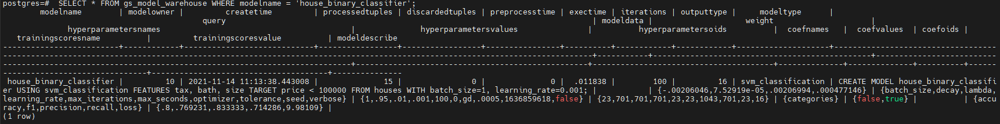 postgres=#  SELECT * FROM gs_model_warehouse WHERE modelname = 'house_binary_classifier';
modelname | modelowner | createtime | processedtuples | discardedtuples | preprocesstime | exectime | iterations | outputtype | modeltype |
query | modeldata | weight |
hyperparametersnames | hyperparametersvalues | hyperparametersoids | coefnames | coefvalues | coefoids |
trainingscoresname | trainingscoresvalue | modeldescribe
-------------------------+------------+----------------------------+-----------------+-----------------+----------------+----------+------------+------------+--------------------+-----------------------------------
--------------------------------------------------------------------------------------------------------------------------------+-----------+-----------------------------------------------+--------------------------
---------------------------------------------------------------------------+--------------------------------------------------+---------------------------------------+--------------+--------------+----------+------
-------------------------------+-------------------------------------+---------------
house_binary_classifier | 10 | 2021-11-14 11:13:38.443008 | 15 | 0 | 0 | .011838 | 100 | 16 | svm_classification | CREATE MODEL house_binary_classifi
er USING svm_classification FEATURES tax, bath, size TARGET price < 100000 FROM houses WITH batch_size=1, learning_rate=0.001; | | {-.00206046,7.52919e-05,.00206994,.000477146} | {batch_size,decay,lambda,
learning_rate,max_iterations,max_seconds,optimizer,tolerance,seed,verbose} | {1,.95,.01,.001,100,0,gd,.0005,1636859618,false} | {23,701,701,701,23,23,1043,701,23,16} | {categories} | {false,true} | | {accu
racy,f1,precision,recall,loss} | {.8,.769231,.833333,.714286,9.98109} |
(1 row)